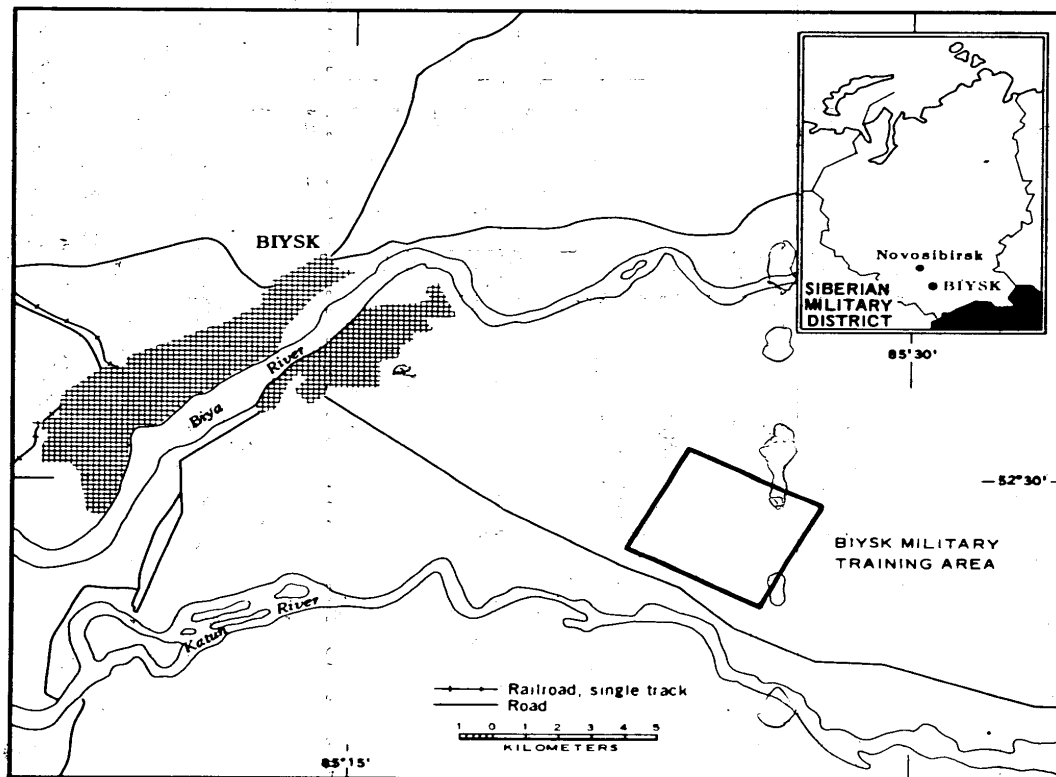 BIYSK
Biya River
Katun River
Novosibirsk
BIYSK
SIBERIAN
MILITARY
DISTRICT
85°30'
52°30'
BIYSK MILITARY
TRAINING AREA
Railroad, single track
Road
1 0 1 2 3 4 5
KILOMETERS
85°15'